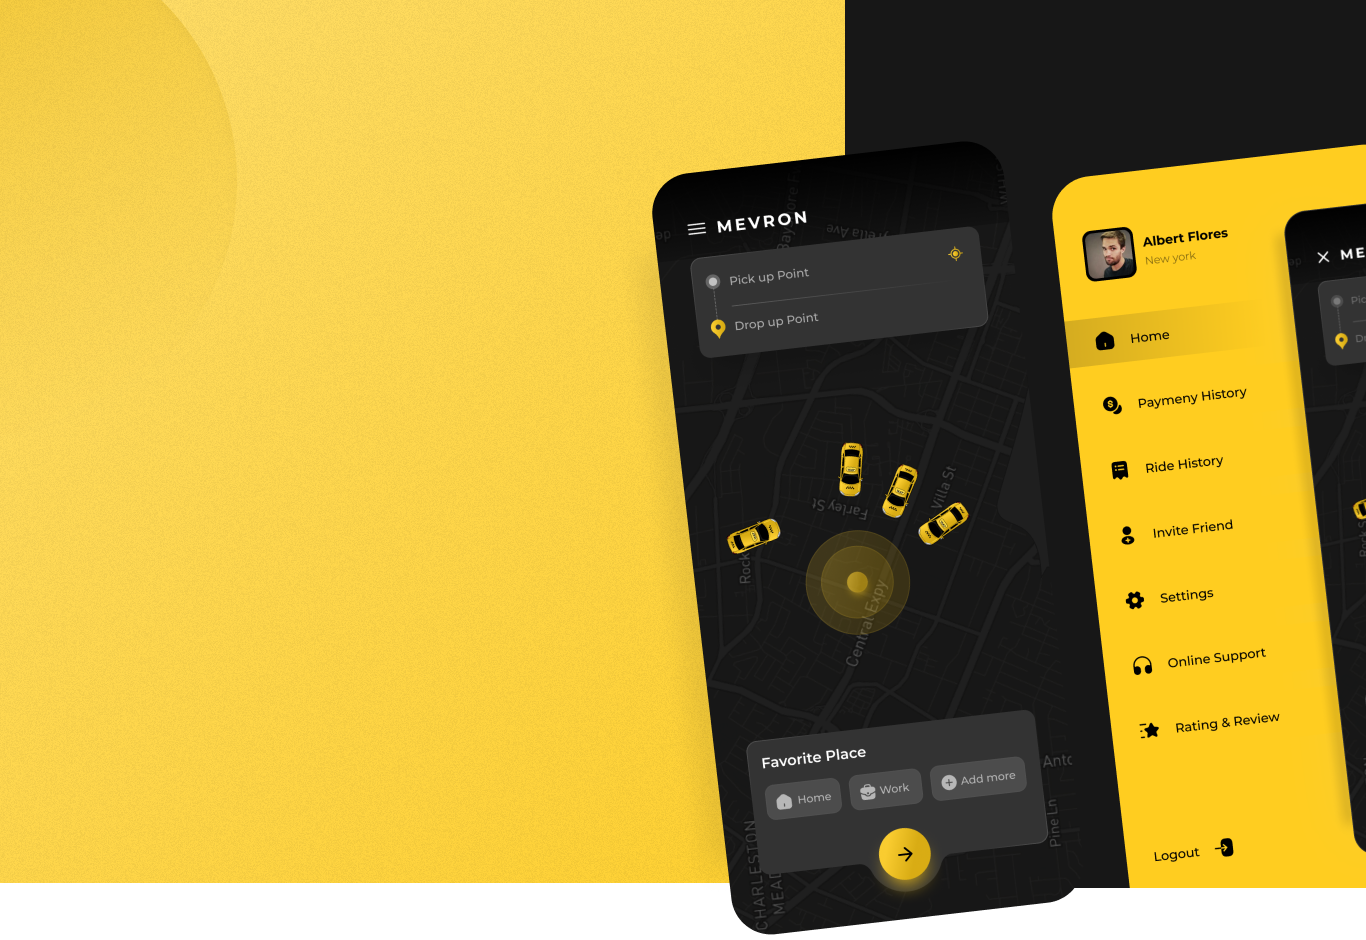 MEVRON
Pick up Point
Drop up Point
Farley St
Villa St
Rock
Central Expy
Favorite Place
Home
Work
Add more
Anto
Pine Ln
CHARLESTON
MEAD
Albert Flores
New york
Home
Paymeny History
Ride History
Invite Friend
Settings
Online Support
Rating & Review
Logout
ME
Pic